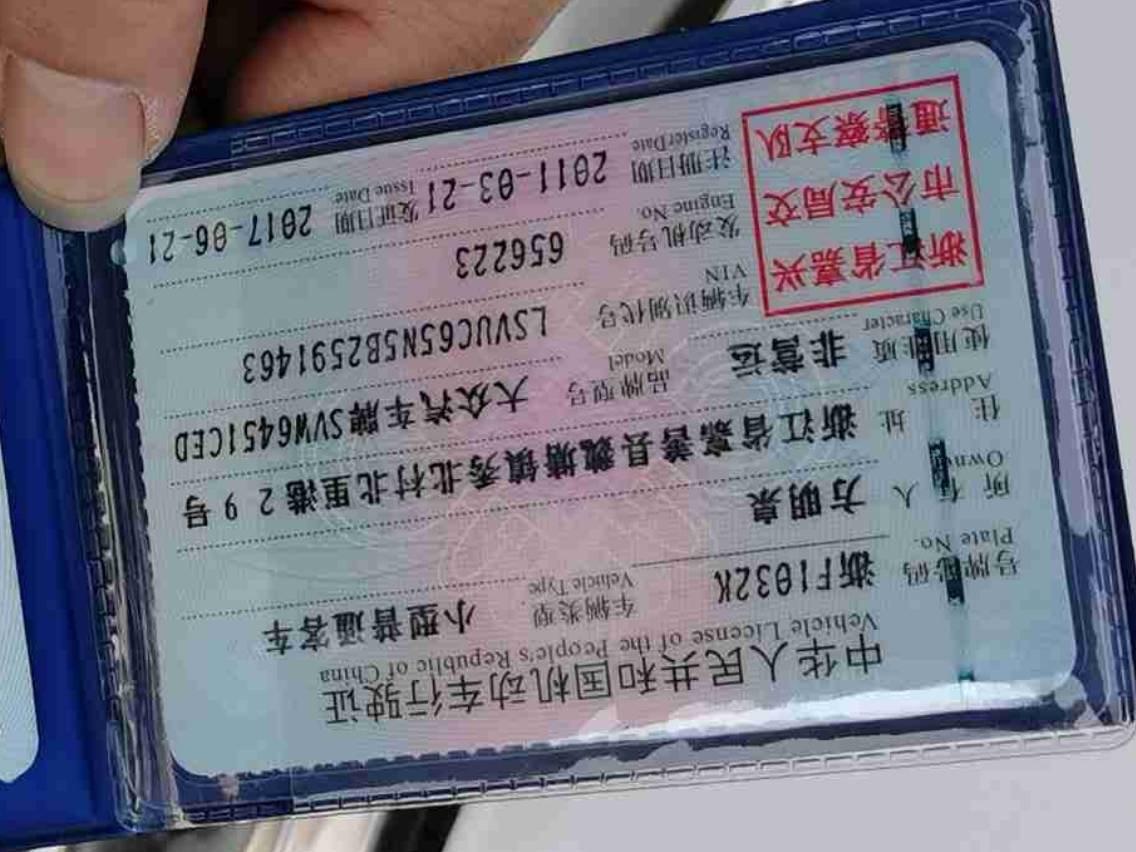 中华人民共和国机动车行驶证
Vehicle License of the People's Republic of China
号牌号码 浙F1032K 车辆类型 小型普通客车
Plate No. Vehicle Type
所有人 方明泉
Owner
住址 浙江省嘉善县魏塘镇秀北村北里港29号
Address
使用性质 非营运 品牌型号 大众汽车牌SVW6451CED
Use Character Model
浙江省嘉兴
市公安局交
通警察支队
车辆识别代号 LSVUC65N5B2591463
VIN
发动机号码 656223
Engine No.
注册日期 2011-03-21 发证日期 2017-06-21
RegisterDate Issue Date